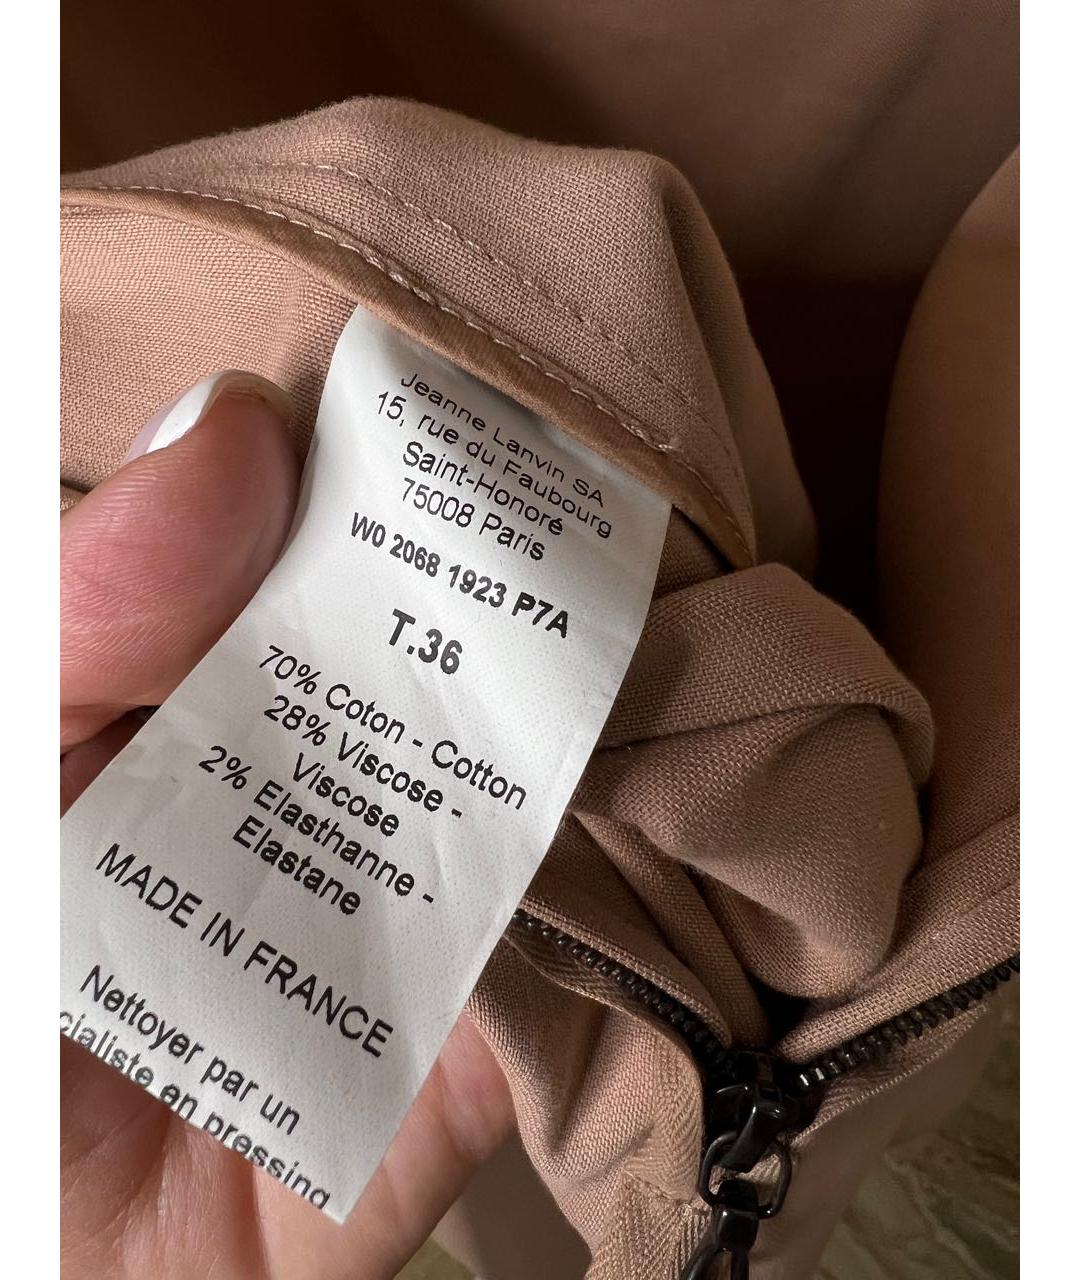 Jeanne Lanvin SA
15, rue du Faubourg
Saint-Honoré
75008 Paris
W0 2068 1923 P7A
T.36
70% Coton - Cotton
28% Viscose -
Viscose
2% Elasthanne -
Elastane
MADE IN FRANCE
Nettoyer par un
cialiste en pressing